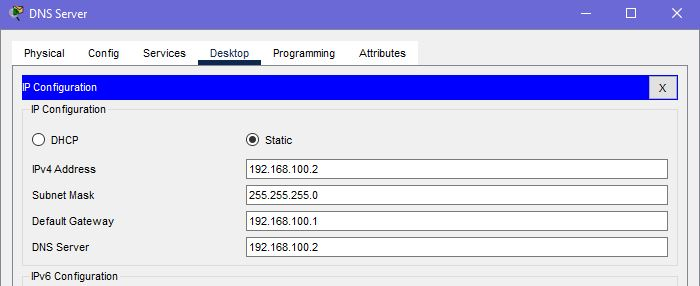 DNS Server
Physical Config Services Desktop Programming Attributes
IP Configuration X
IP Configuration
DHCP Static
IPv4 Address 192.168.100.2
Subnet Mask 255.255.255.0
Default Gateway 192.168.100.1
DNS Server 192.168.100.2
IPv6 Configuration